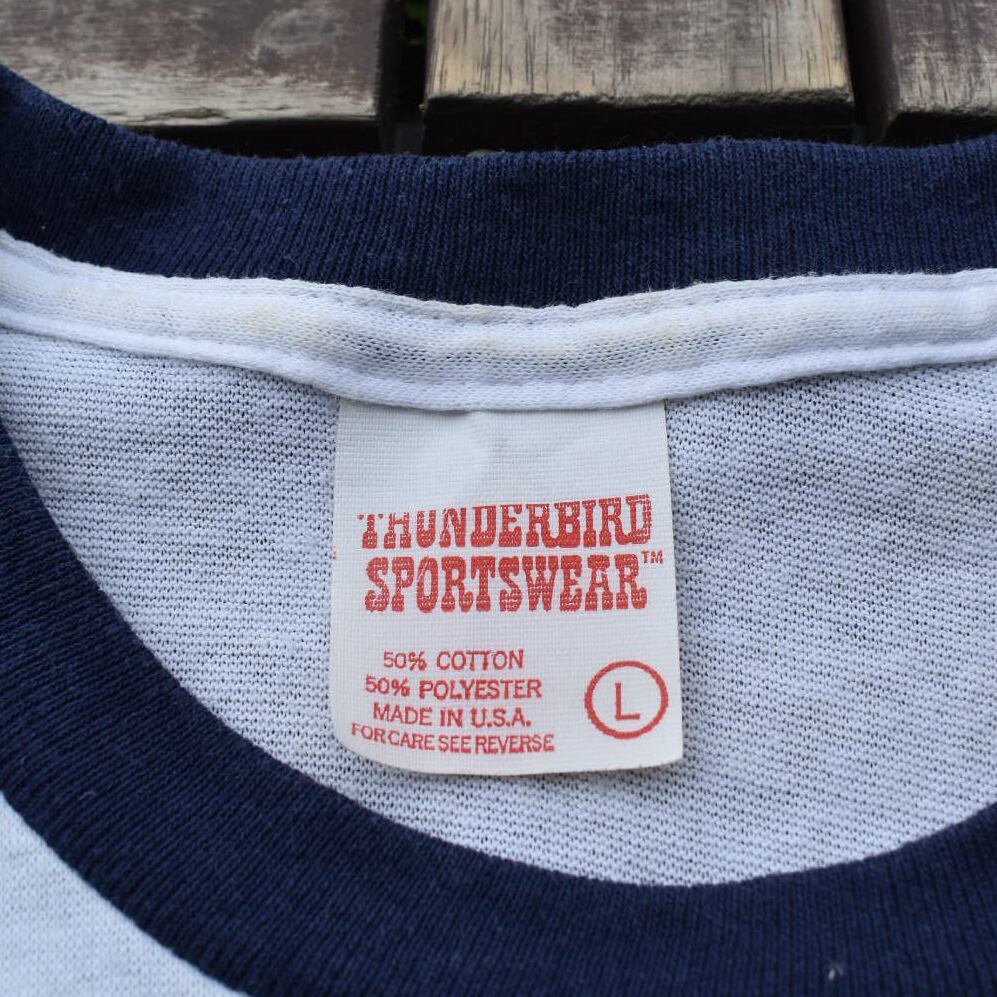 THUNDERBIRD
SPORTSWEAR™
50% COTTON
50% POLYESTER
MADE IN U.S.A.
FOR CARE SEE REVERSE
L